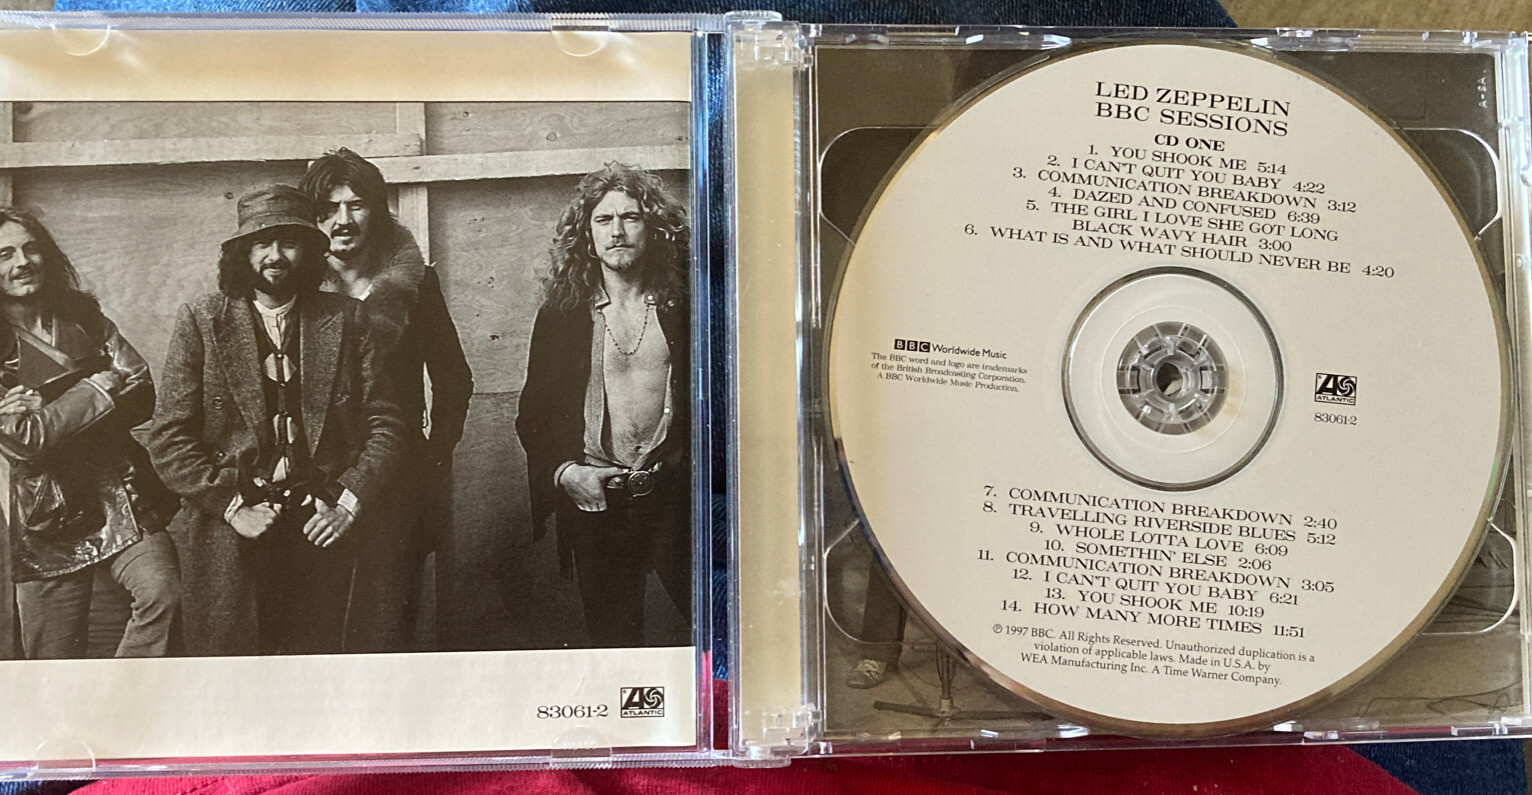 83061-2
ATLANTIC
LED ZEPPELIN
BBC SESSIONS
CD ONE
1. YOU SHOOK ME 5:14
2. I CAN'T QUIT YOU BABY 4:22
3. COMMUNICATION BREAKDOWN 3:12
4. DAZED AND CONFUSED 6:39
5. THE GIRL I LOVE SHE GOT LONG
BLACK WAVY HAIR 3:00
6. WHAT IS AND WHAT SHOULD NEVER BE 4:20
BBC Worldwide Music
The BBC word and logo are trademarks
of the British Broadcasting Corporation.
A BBC Worldwide Music Production.
ATLANTIC
83061-2
7. COMMUNICATION BREAKDOWN 2:40
8. TRAVELLING RIVERSIDE BLUES 5:12
9. WHOLE LOTTA LOVE 6:09
10. SOMETHIN' ELSE 2:06
11. COMMUNICATION BREAKDOWN 3:05
12. I CAN'T QUIT YOU BABY 6:21
13. YOU SHOOK ME 10:19
14. HOW MANY MORE TIMES 11:51
℗ 1997 BBC. All Rights Reserved. Unauthorized duplication is a
violation of applicable laws. Made in U.S.A. by
WEA Manufacturing Inc. A Time Warner Company.